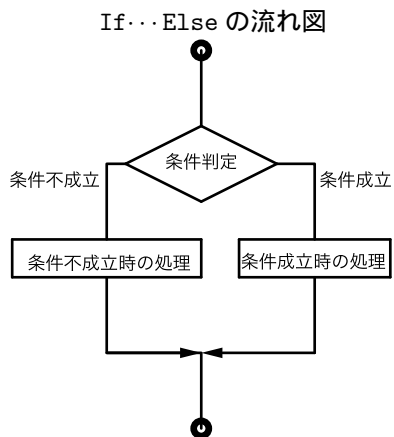 If···Else の流れ図
条件判定
条件不成立
条件成立
条件不成立時の処理
条件成立時の処理